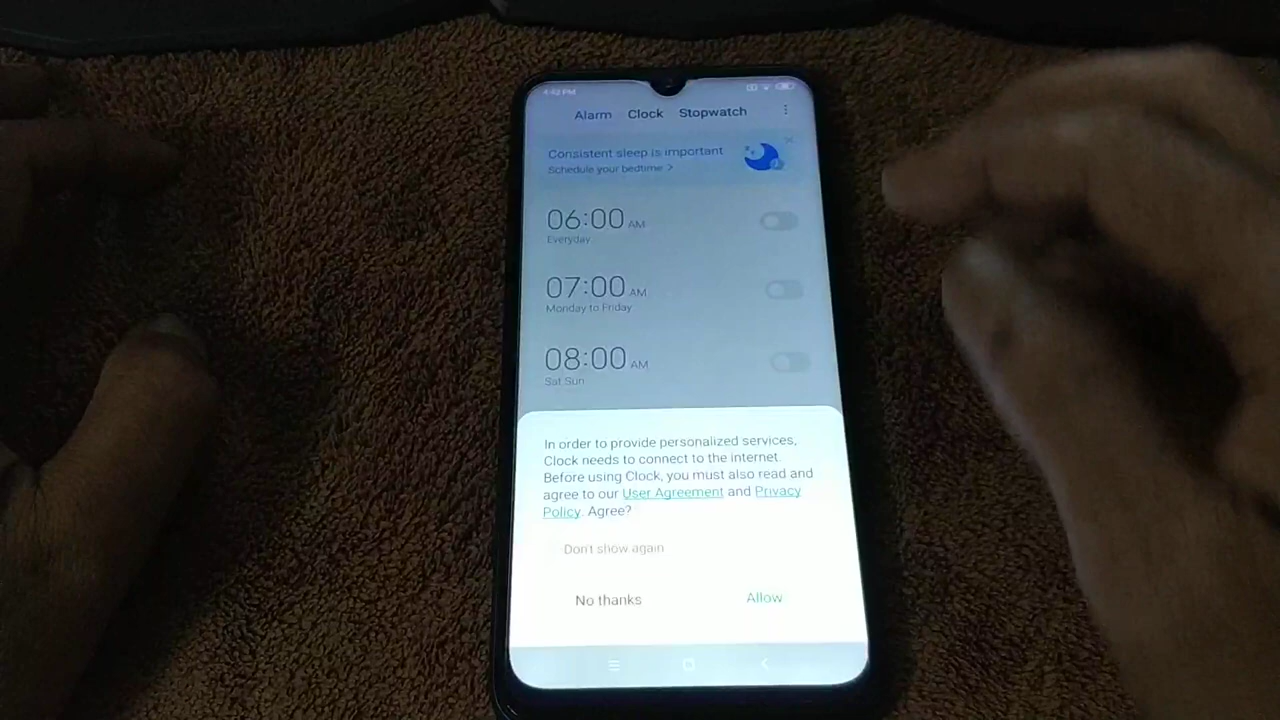 4:42 PM
Alarm Clock Stopwatch
Consistent sleep is important
Schedule your bedtime >
06:00 AM
Everyday
07:00 AM
Monday to Friday
08:00 AM
Sat Sun
In order to provide personalized services,
Clock needs to connect to the internet.
Before using Clock, you must also read and
agree to our User Agreement and Privacy
Policy. Agree?
Don't show again
No thanks Allow